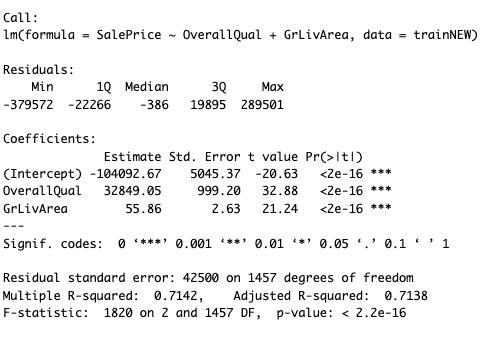 Call:
lm(formula = SalePrice ~ OverallQual + GrLivArea, data = trainNEW)
Residuals:
Min 1Q Median 3Q Max
-379572 -22266 -386 19895 289501
Coefficients:
Estimate Std. Error t value Pr(>|t|)
(Intercept) -104092.67 5045.37 -20.63 <2e-16 ***
OverallQual 32849.05 999.20 32.88 <2e-16 ***
GrLivArea 55.86 2.63 21.24 <2e-16 ***
---
Signif. codes: 0 ‘***’ 0.001 ‘**’ 0.01 ‘*’ 0.05 ‘.’ 0.1 ‘ ’ 1
Residual standard error: 42500 on 1457 degrees of freedom
Multiple R-squared: 0.7142, Adjusted R-squared: 0.7138
F-statistic: 1820 on 2 and 1457 DF, p-value: < 2.2e-16